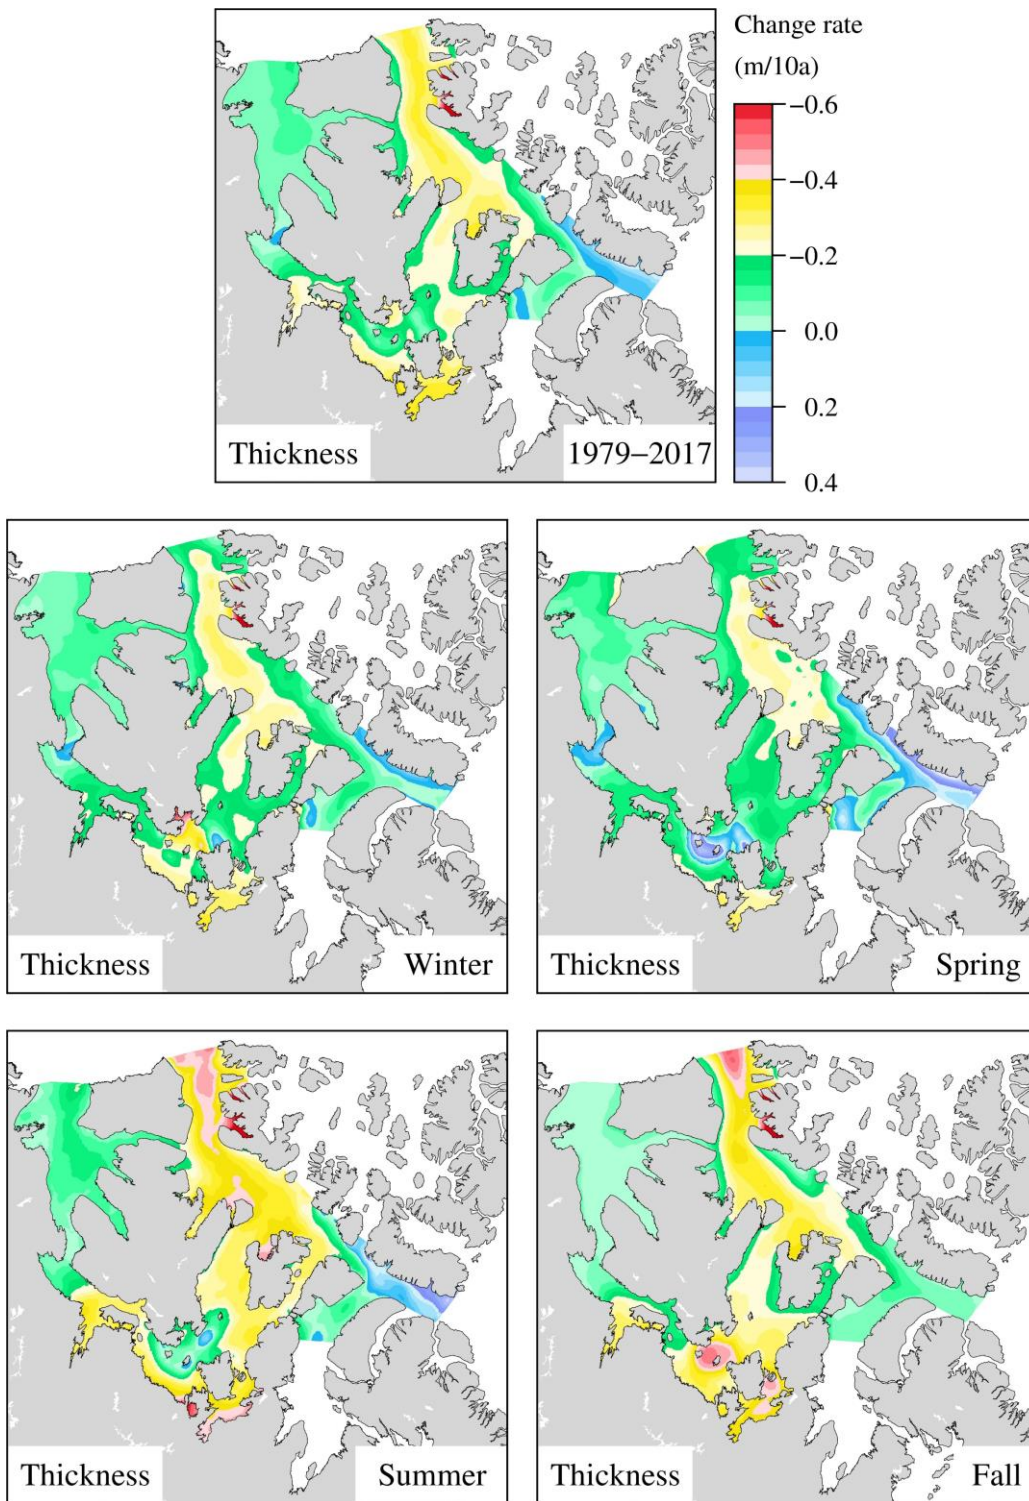 Change rate
(m/10a)
−0.6
−0.4
−0.2
0.0
0.2
0.4
Thickness
1979−2017
Thickness
Winter
Thickness
Spring
Thickness
Summer
Thickness
Fall